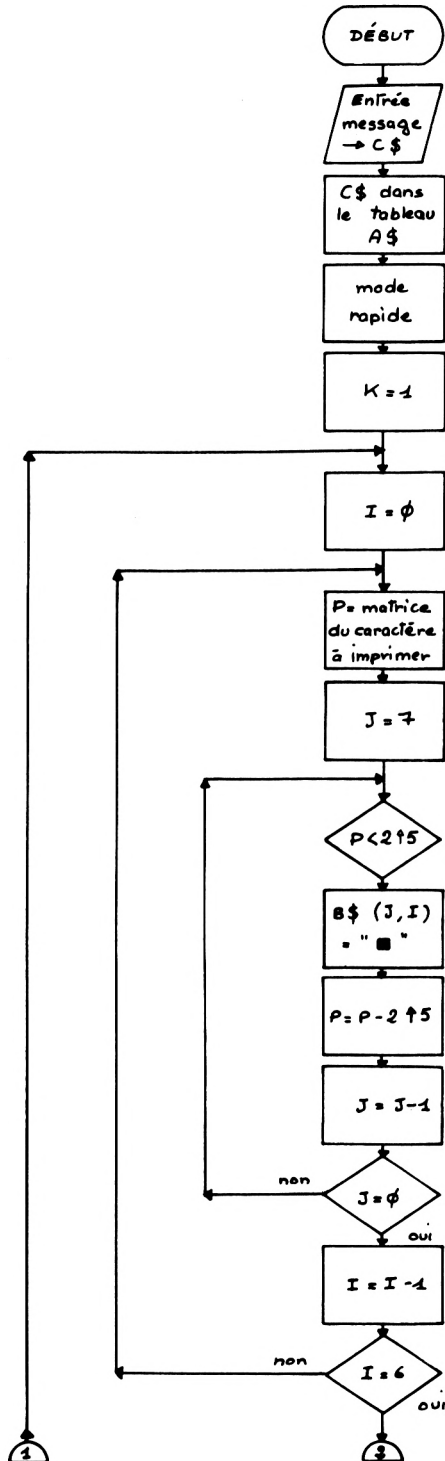 DÉBUT
Entrée
message
→ C$
C$ dans
le tableau
A$
mode
rapide
K = 1
I = φ
P= matrice
du caractére
à imprimer
J = 7
P<2↑5
B$ (J,I)
= " ■ "
P= P-2↑5
J = J-1
non
J=φ
oui
I = I-1
non
I=6
oui
1
3